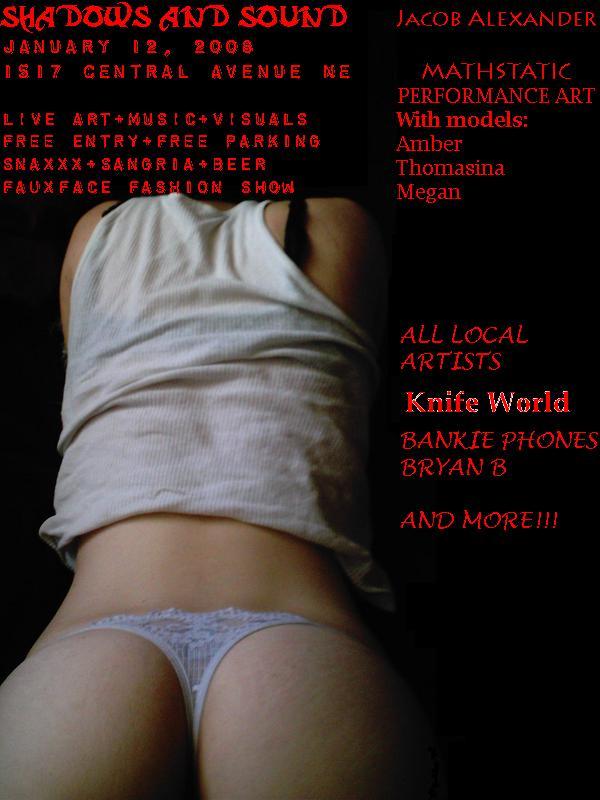 SHADOWS AND SOUND
JANUARY 12, 2008
1517 CENTRAL AVENUE NE
LIVE ART+MUSIC+VISUALS
FREE ENTRY+FREE PARKING
SNAXXX+SANGRIA+BEER
FAUXFACE FASHION SHOW
JACOB ALEXANDER
MATHSTATIC
PERFORMANCE ART
With models:
Amber
Thomasina
Megan
ALL LOCAL
ARTISTS
Knife World
BANKIE PHONES
BRYAN B
AND MORE!!!